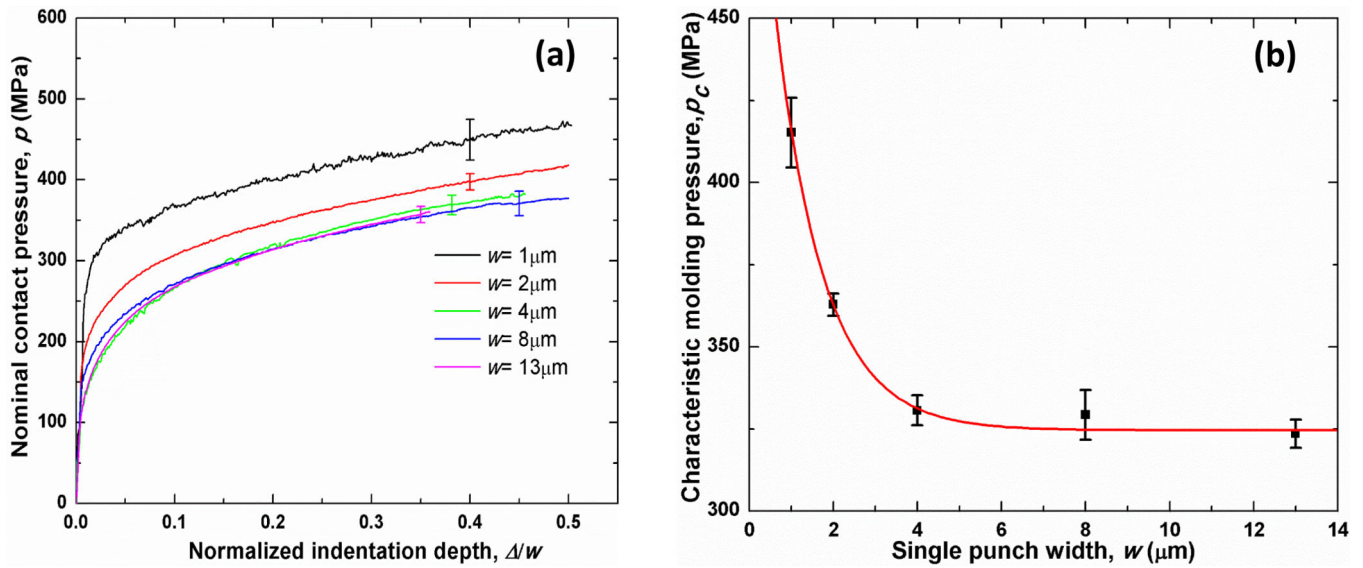 (a)
Nominal contact pressure, p (MPa)
600
500
400
300
200
100
0
w= 1μm
w= 2μm
w= 4μm
w= 8μm
w= 13μm
0.0 0.1 0.2 0.3 0.4 0.5
Normalized indentation depth, Δ/w
(b)
Characteristic molding pressure,pc (MPa)
450
400
350
300
0 2 4 6 8 10 12 14
Single punch width, w (μm)